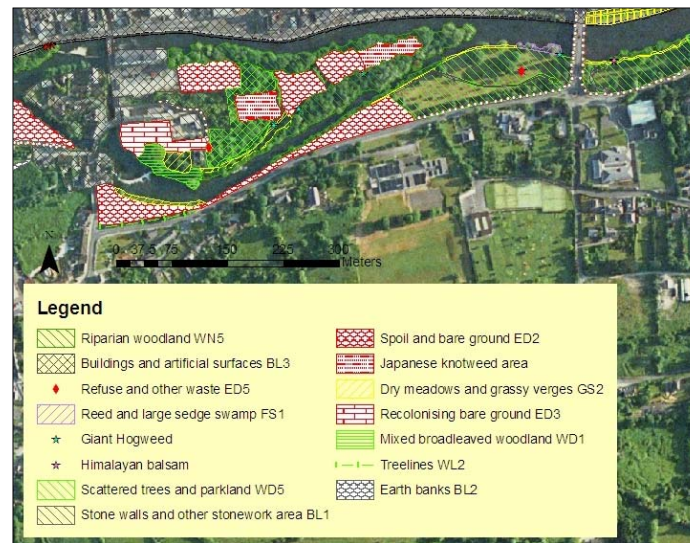 0 37.5 75 150 225 300
Meters
Legend
Riparian woodland WN5
Buildings and artificial surfaces BL3
Refuse and other waste ED5
Reed and large sedge swamp FS1
Giant Hogweed
Himalayan balsam
Scattered trees and parkland WD5
Stone walls and other stonework area BL1
Spoil and bare ground ED2
Japanese knotweed area
Dry meadows and grassy verges GS2
Recolonising bare ground ED3
Mixed broadleaved woodland WD1
Treelines WL2
Earth banks BL2